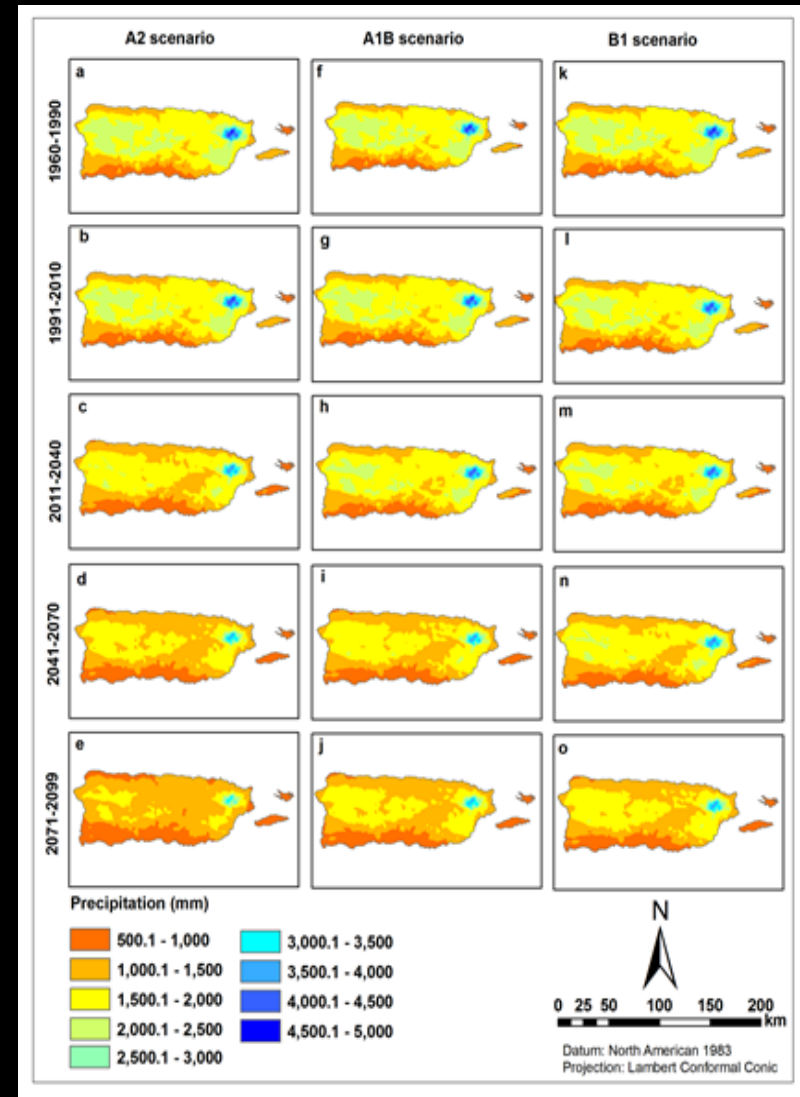 A2 scenario A1B scenario B1 scenario
1960-1990
a f k
1991-2010
b g l
2011-2040
c h m
2041-2070
d i n
2071-2099
e j o
Precipitation (mm)
500.1 - 1,000
1,000.1 - 1,500
1,500.1 - 2,000
2,000.1 - 2,500
2,500.1 - 3,000
3,000.1 - 3,500
3,500.1 - 4,000
4,000.1 - 4,500
4,500.1 - 5,000
N
0 25 50 100 150 200
km
Datum: North American 1983
Projection: Lambert Conformal Conic